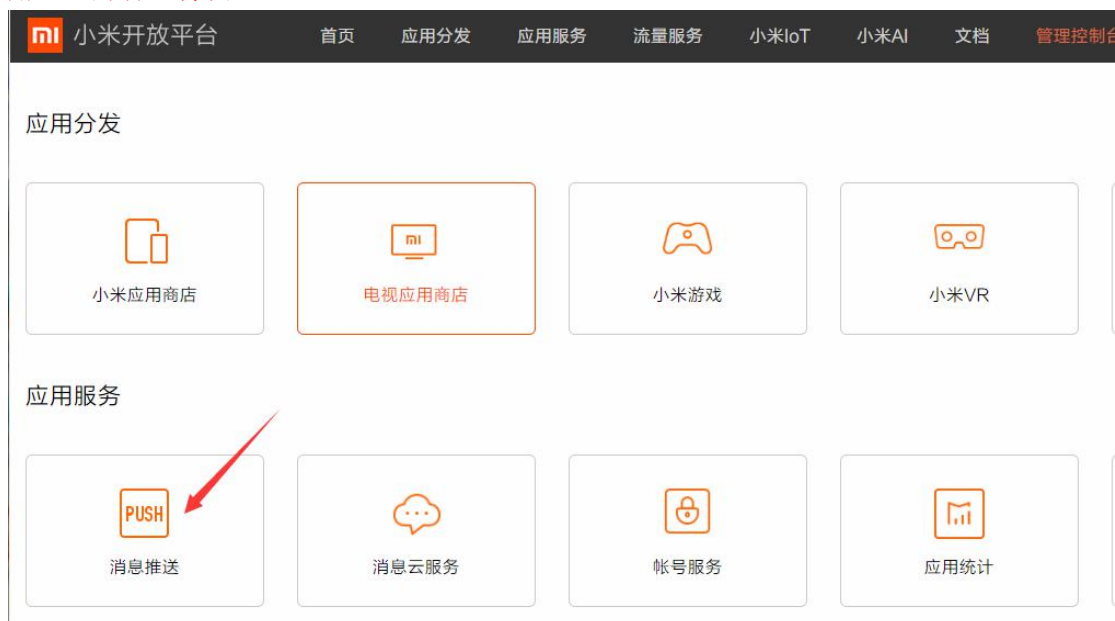 小米开放平台 首页 应用分发 应用服务 流量服务 小米IoT 小米AI 文档 管理控制台
应用分发
小米应用商店 电视应用商店 小米游戏 小米VR
应用服务
PUSH
消息推送 消息云服务 帐号服务 应用统计